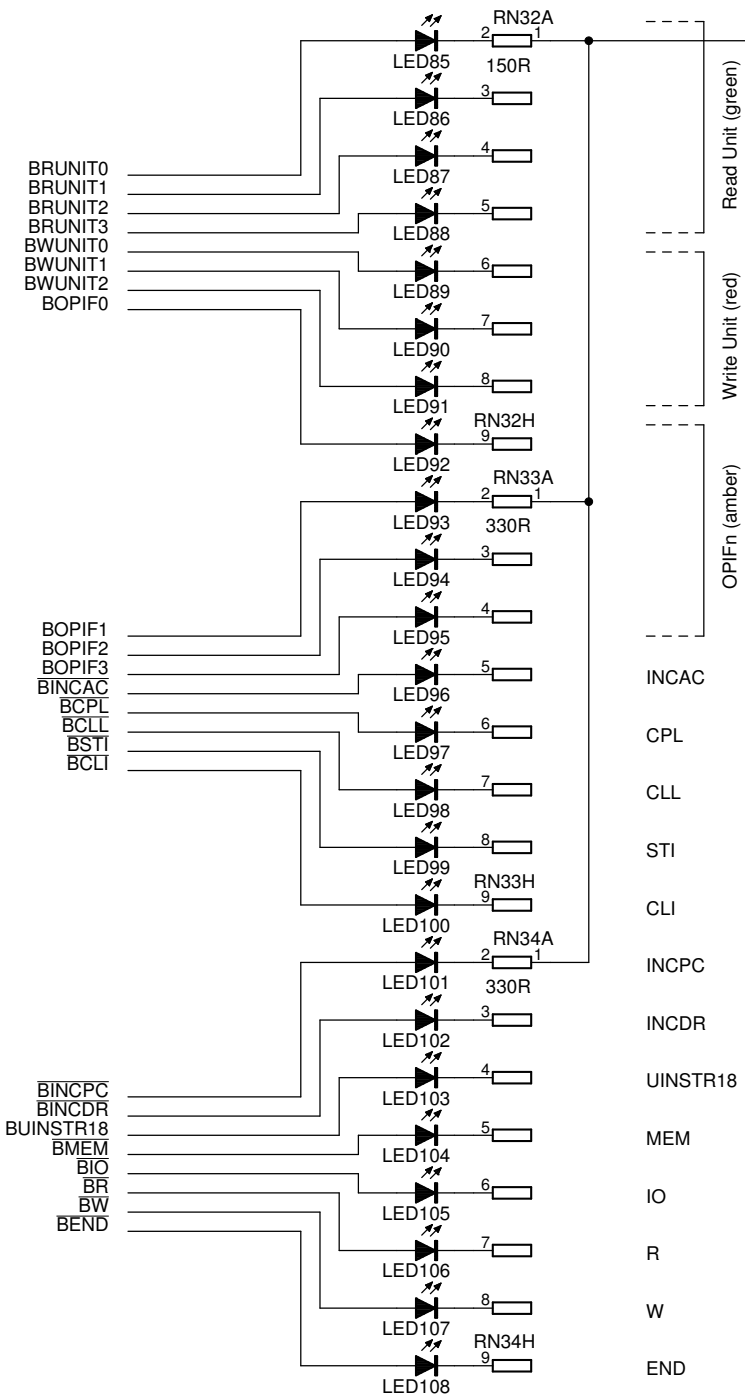 RN32A
2 1
LED85 150R
3
LED86
4
LED87
5
LED88
6
LED89
7
LED90
8
LED91
RN32H
9
LED92
BRUNIT0
BRUNIT1
BRUNIT2
BRUNIT3
BWUNIT0
BWUNIT1
BWUNIT2
BOPIF0
Read Unit (green)
Write Unit (red)
OPIFn (amber)
RN33A
2 1
LED93 330R
3
LED94
4
LED95
5 INCAC
LED96
6 CPL
LED97
7 CLL
LED98
8 STI
LED99
RN33H
9 CLI
LED100
BOPIF1
BOPIF2
BOPIF3
BINCAC
BCPL
BCLL
BSTI
BCLI
RN34A
2 1 INCPC
LED101 330R
3 INCDR
LED102
4 UINSTR18
LED103
5 MEM
LED104
6 IO
LED105
7 R
LED106
8 W
LED107
RN34H
9 END
LED108
BINCPC
BINCDR
BUINSTR18
BMEM
BIO
BR
BW
BEND